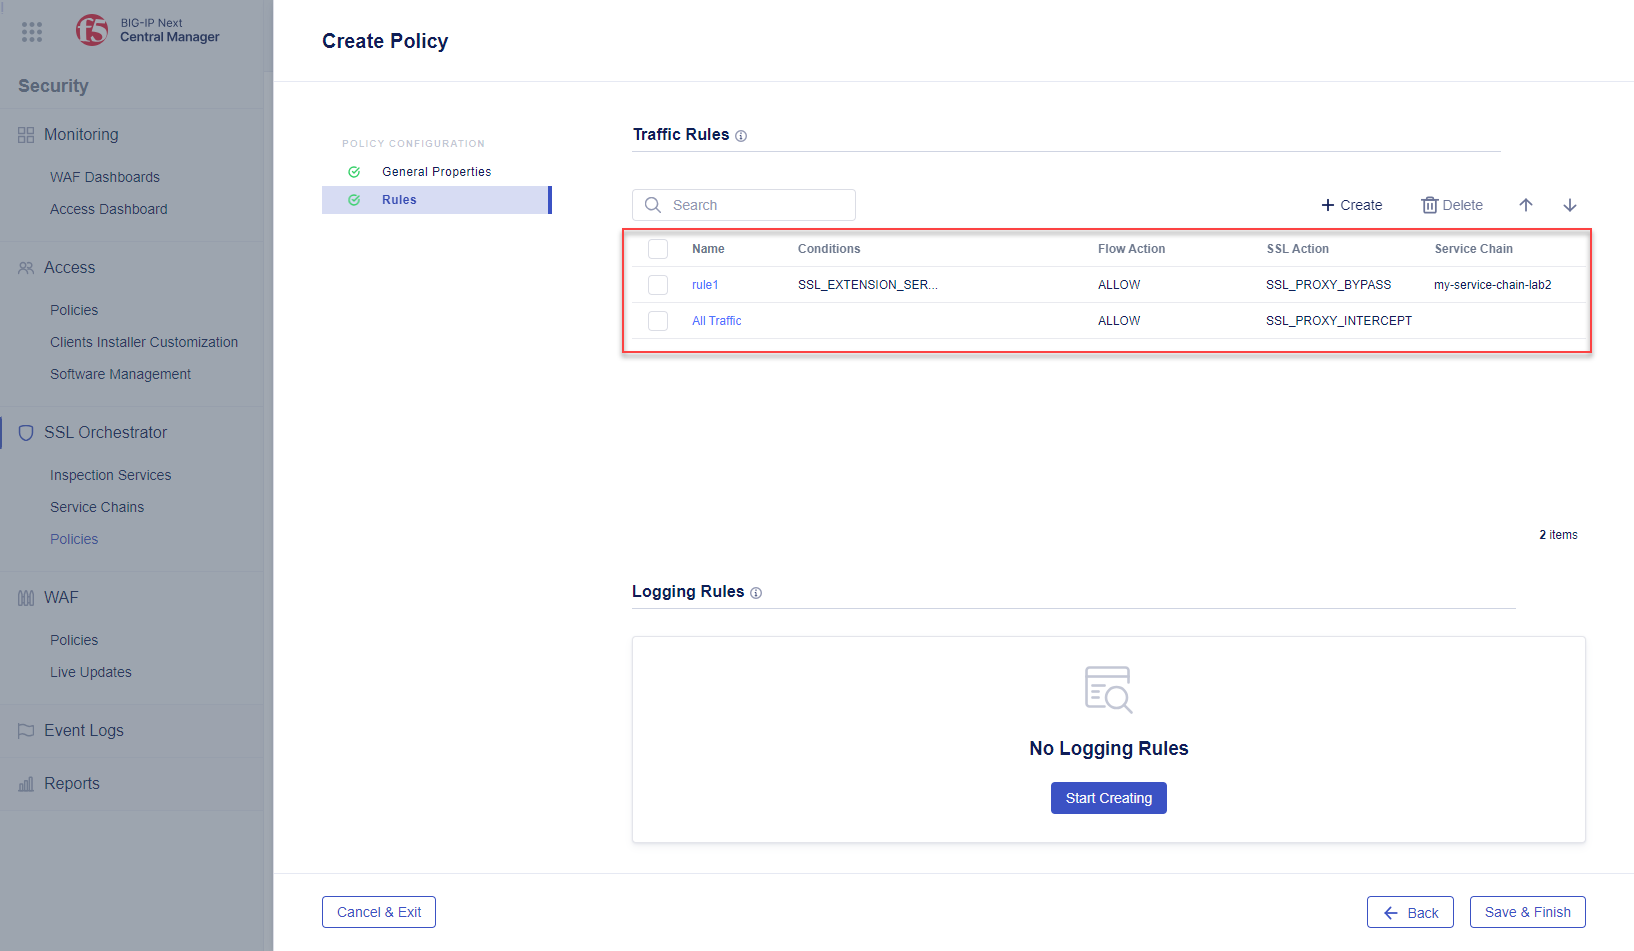 BIG-IP Next
Central Manager
Security
Monitoring
WAF Dashboards
Access Dashboard
Access
Policies
Clients Installer Customization
Software Management
SSL Orchestrator
Inspection Services
Service Chains
Policies
WAF
Policies
Live Updates
Event Logs
Reports
Create Policy
POLICY CONFIGURATION
General Properties
Rules
Traffic Rules
Search
Create Delete
Name Conditions Flow Action SSL Action Service Chain
rule1 SSL_EXTENSION_SER... ALLOW SSL_PROXY_BYPASS my-service-chain-lab2
All Traffic ALLOW SSL_PROXY_INTERCEPT
2 items
Logging Rules
No Logging Rules
Start Creating
Cancel & Exit Back Save & Finish